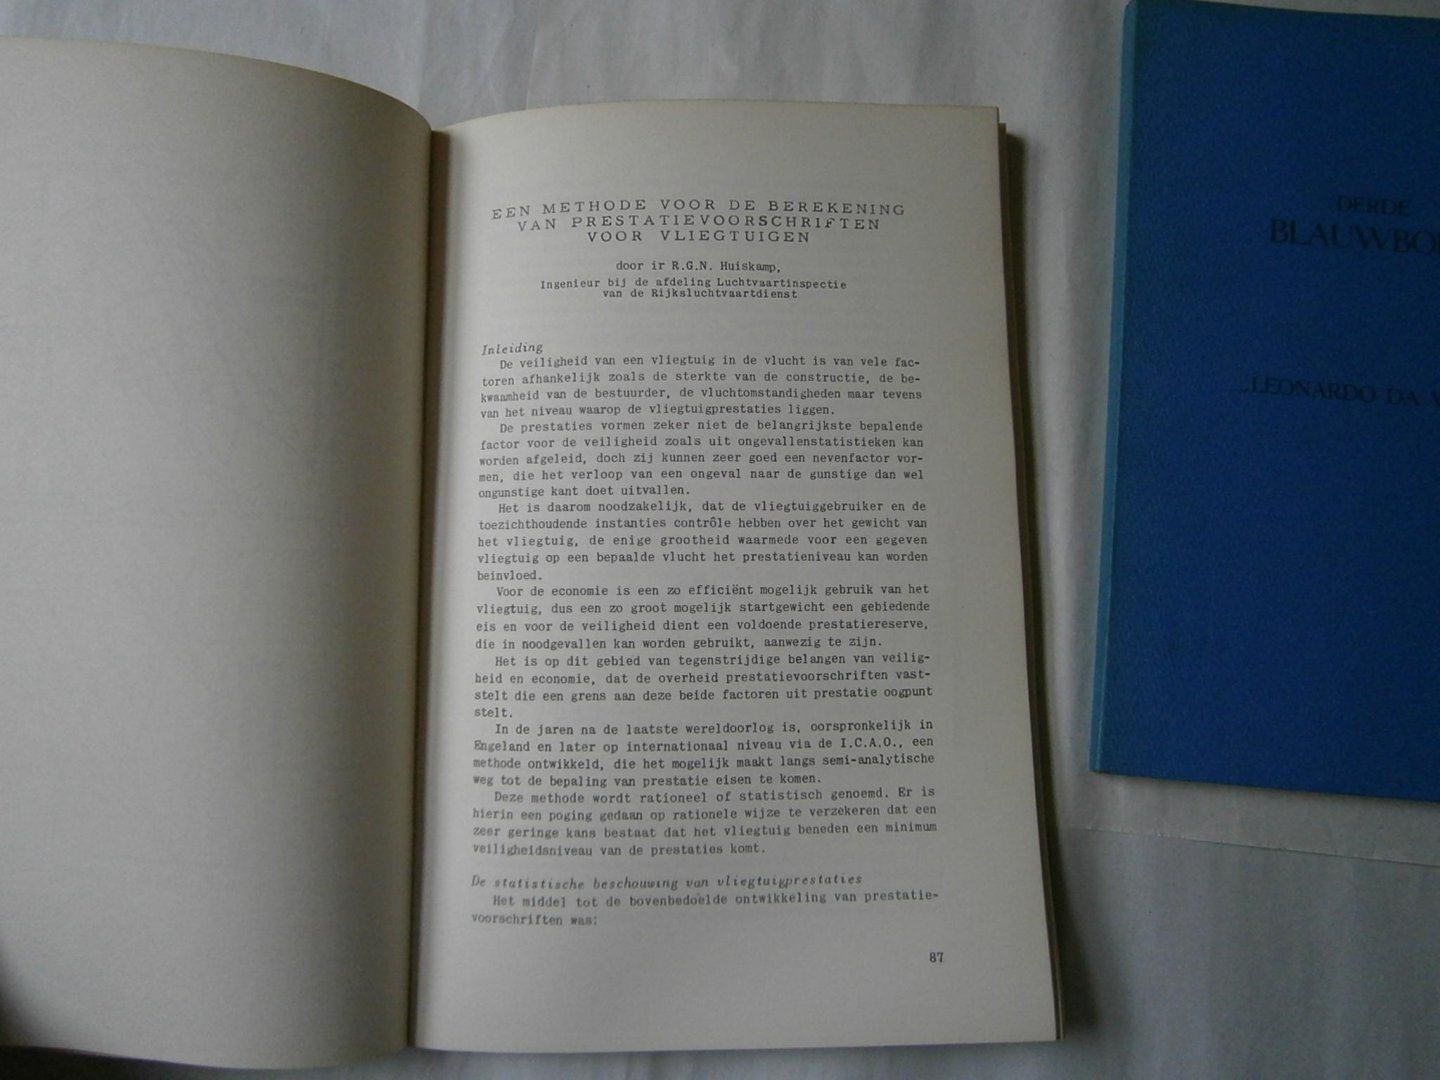 EEN METHODE VOOR DE BEREKENING
VAN PRESTATIEVOORSCHRIFTEN
VOOR VLIEGTUIGEN
door ir R.G.N. Huiskamp,
Ingenieur bij de afdeling Luchtvaartinspectie
van de Rijksluchtvaartdienst
Inleiding
De veiligheid van een vliegtuig in de vlucht is van vele fac-
toren afhankelijk zoals de sterkte van de constructie, de be-
kwaamheid van de bestuurder, de vluchtomstandigheden maar tevens
van het niveau waarop de vliegtuigprestaties liggen.
De prestaties vormen zeker niet de belangrijkste bepalende
factor voor de veiligheid zoals uit ongevallenstatistieken kan
worden afgeleid, doch zij kunnen zeer goed een nevenfactor vor-
men, die het verloop van een ongeval naar de gunstige dan wel
ongunstige kant doet uitvallen.
Het is daarom noodzakelijk, dat de vliegtuiggebruiker en de
toezichthoudende instanties contrôle hebben over het gewicht van
het vliegtuig, de enige grootheid waarmede voor een gegeven
vliegtuig op een bepaalde vlucht het prestatieniveau kan worden
beinvloed.
Voor de economie is een zo efficiënt mogelijk gebruik van het
vliegtuig, dus een zo groot mogelijk startgewicht een gebiedende
eis en voor de veiligheid dient een voldoende prestatiereserve,
die in noodgevallen kan worden gebruikt, aanwezig te zijn.
Het is op dit gebied van tegenstrijdige belangen van veilig-
heid en economie, dat de overheid prestatievoorschriften vast-
stelt die een grens aan deze beide factoren uit prestatie oogpunt
stelt.
In de jaren na de laatste wereldoorlog is, oorspronkelijk in
Engeland en later op internationaal niveau via de I.C.A.O., een
methode ontwikkeld, die het mogelijk maakt langs semi-analytische
weg tot de bepaling van prestatie eisen te komen.
Deze methode wordt rationeel of statistisch genoemd. Er is
hierin een poging gedaan op rationele wijze te verzekeren dat een
zeer geringe kans bestaat dat het vliegtuig beneden een minimum
veiligheidsniveau van de prestaties komt.
De statistische beschouwing van vliegtuigprestaties
Het middel tot de bovenbedoelde ontwikkeling van prestatie-
voorschriften was:
87
DERDE
BLAUWBO
„LEONARDO DA V